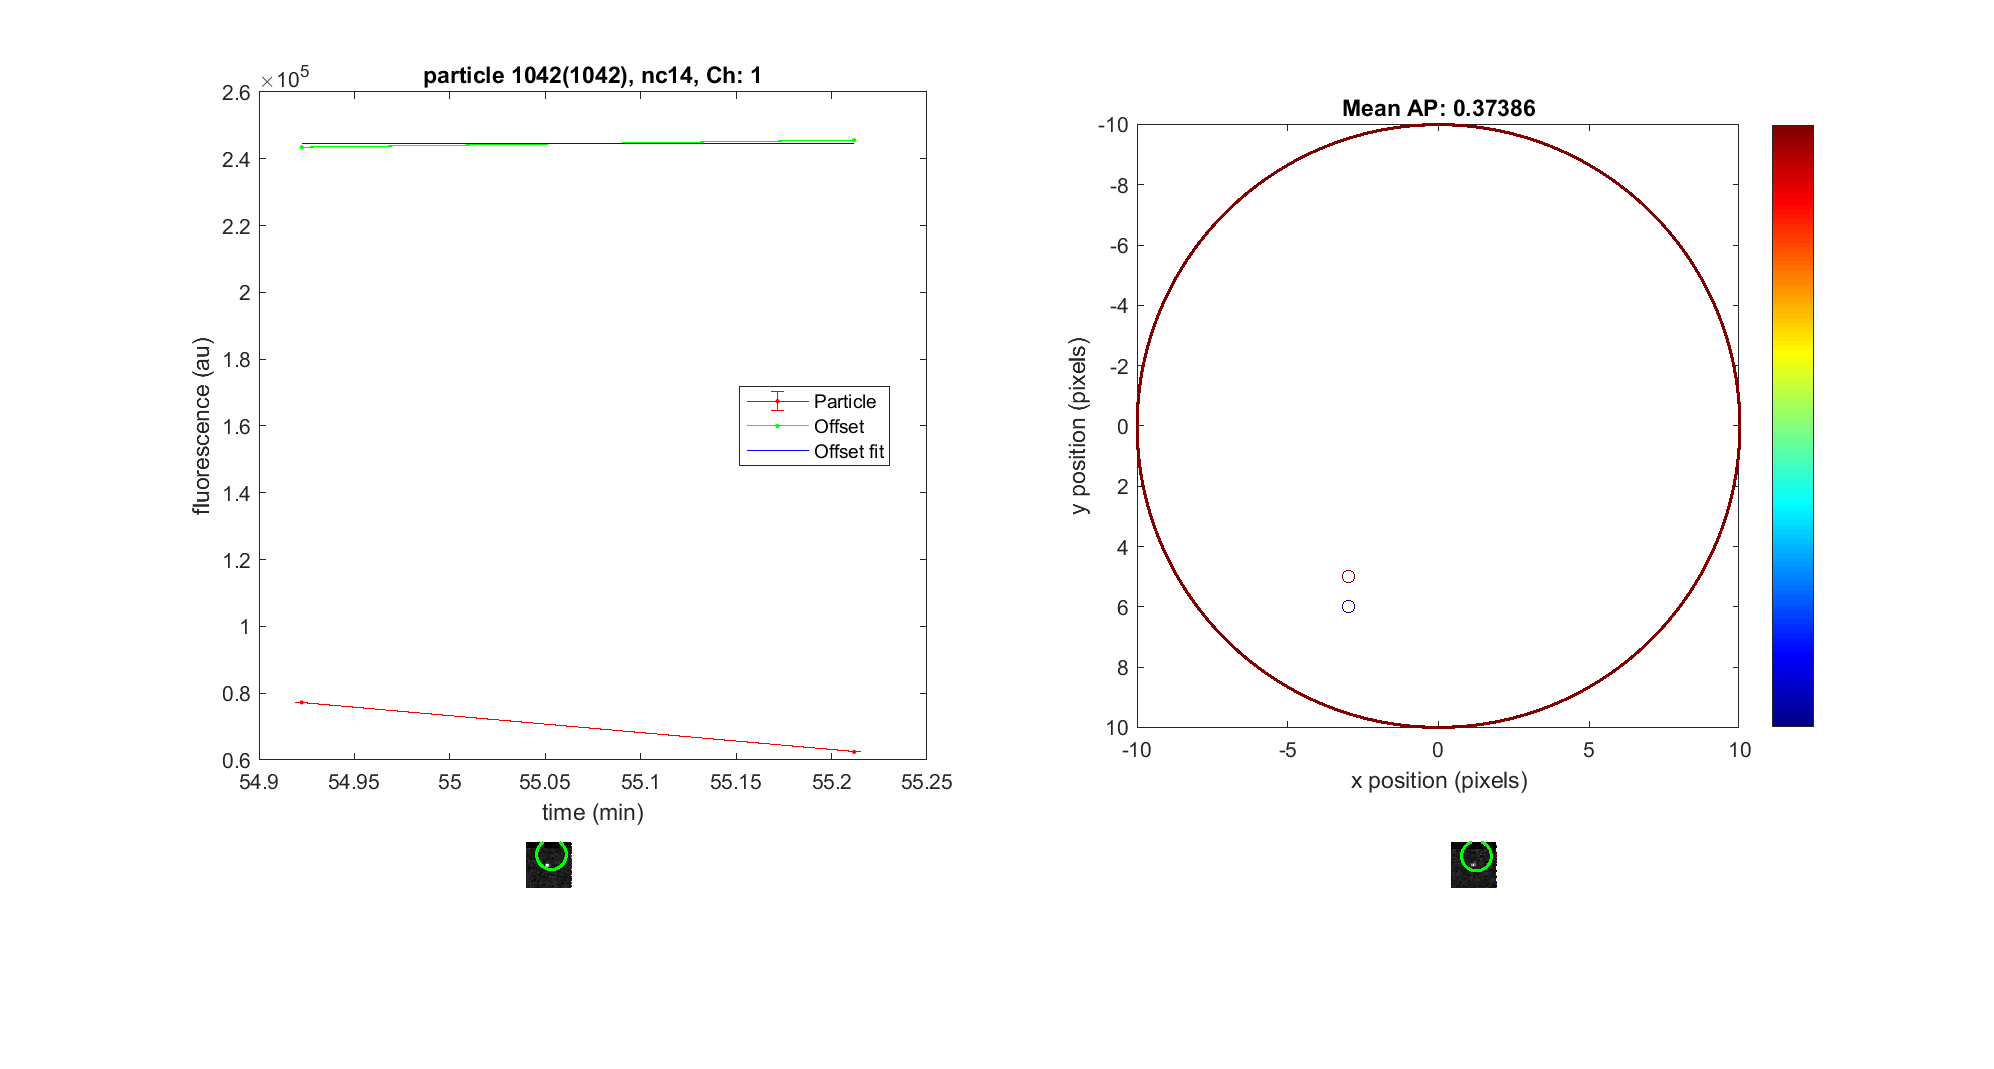 particle 1042(1042), nc14, Ch: 1
×10^5
2.6
2.4
2.2
2
1.8
1.6
1.4
1.2
1
0.8
0.6
54.9 54.95 55 55.05 55.1 55.15 55.2 55.25
time (min)
fluorescence (au)
Particle
Offset
Offset fit
Mean AP: 0.37386
-10
-8
-6
-4
-2
0
2
4
6
8
10
-10 -5 0 5 10
x position (pixels)
y position (pixels)